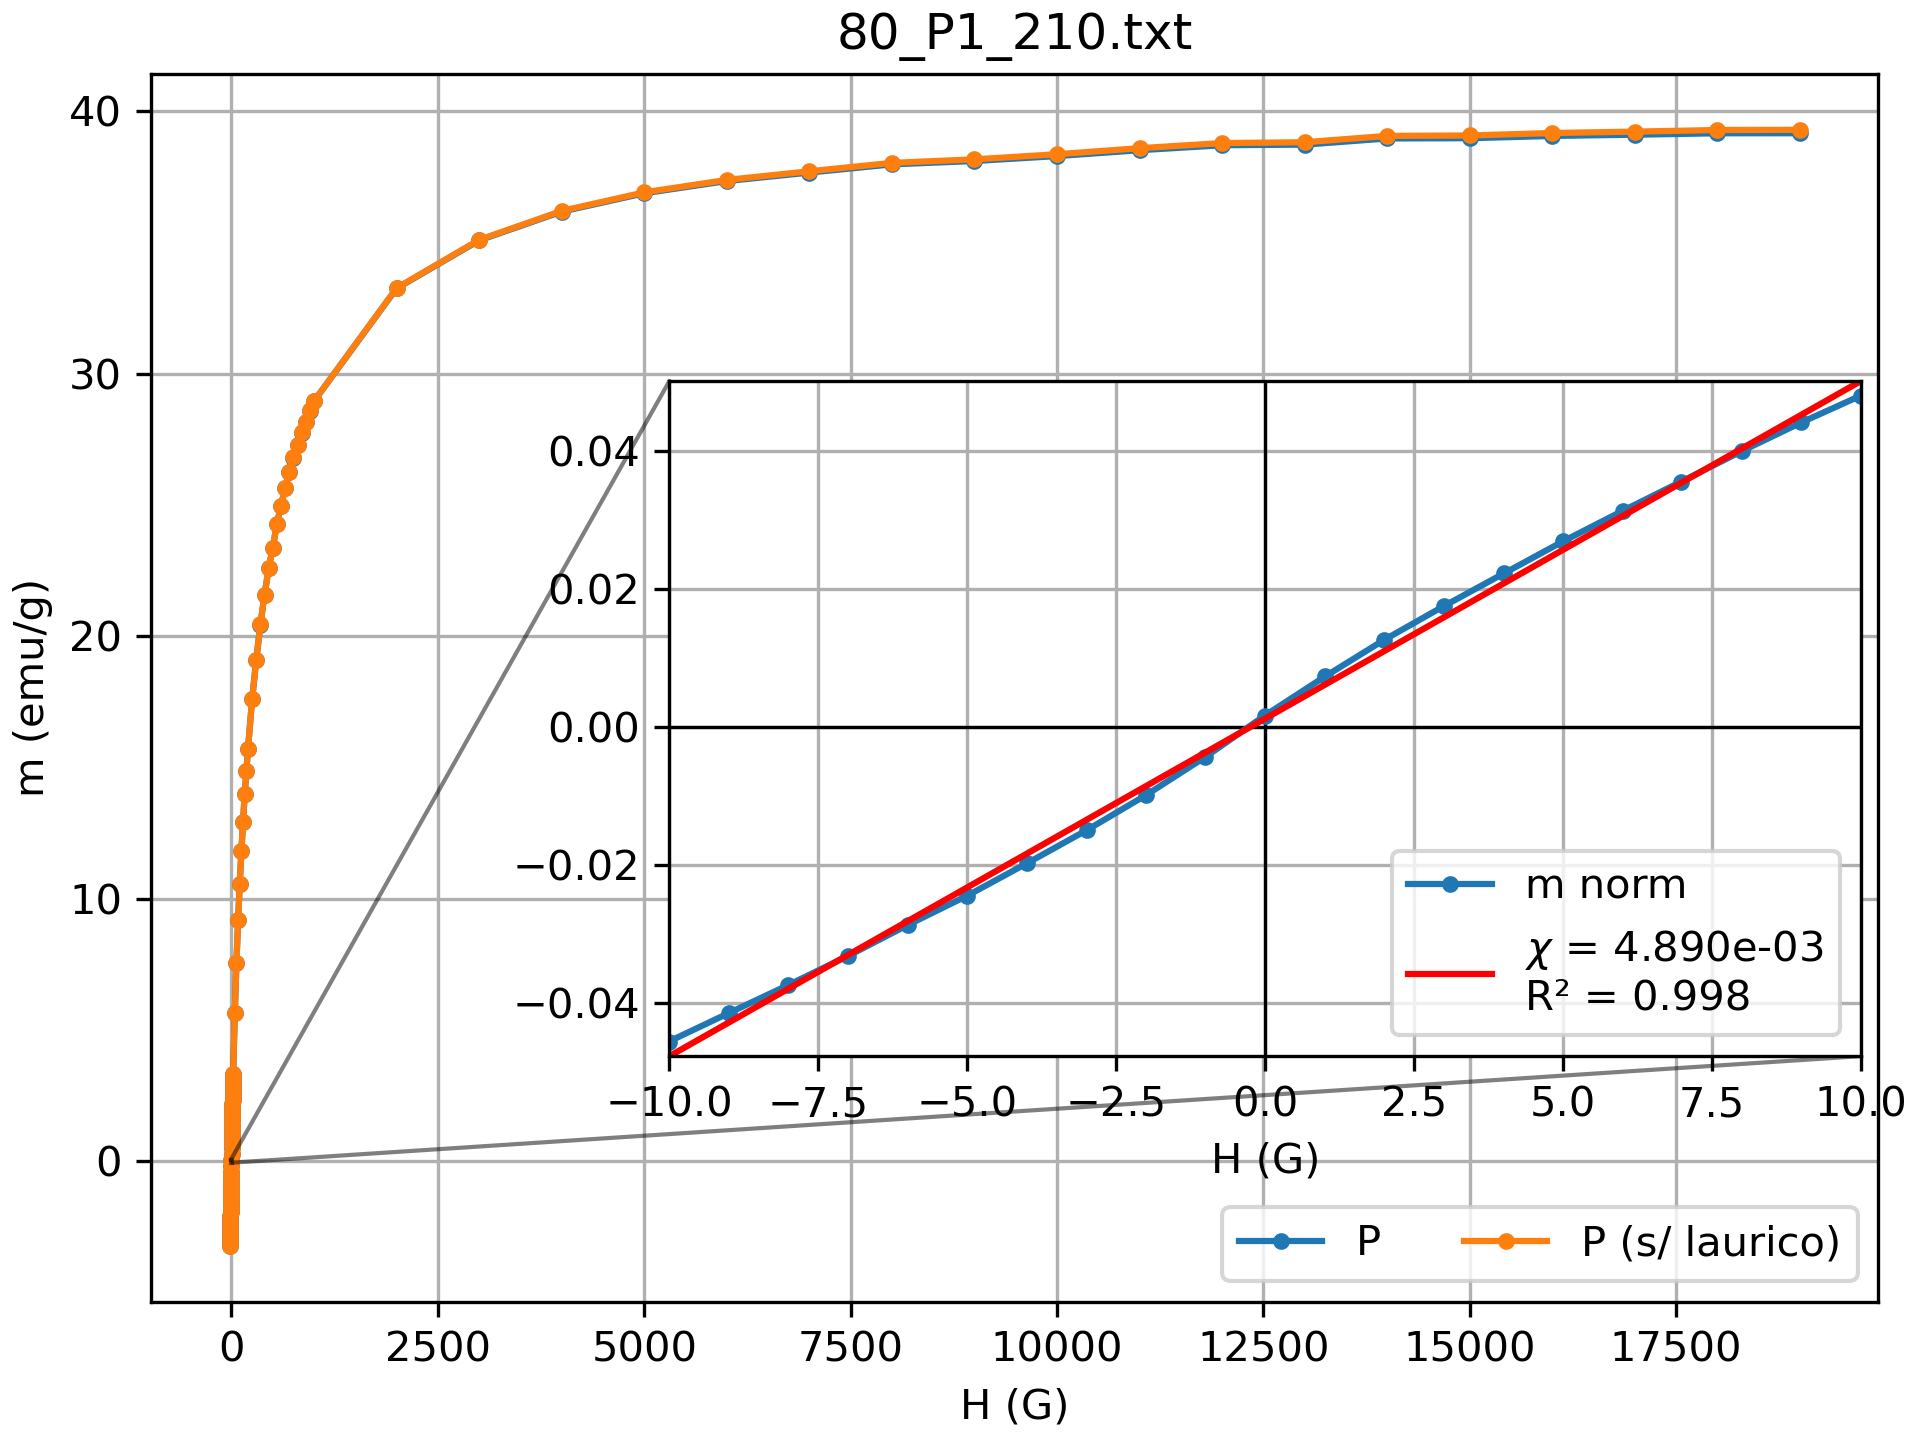 80_P1_210.txt
m (emu/g)
40
30
20
10
0
0.04
0.02
0.00
−0.02
−0.04
m norm
χ = 4.890e-03
R² = 0.998
−10.0 −7.5 −5.0 −2.5 0.0 2.5 5.0 7.5 10.0
H (G)
P P (s/ laurico)
0 2500 5000 7500 10000 12500 15000 17500
H (G)